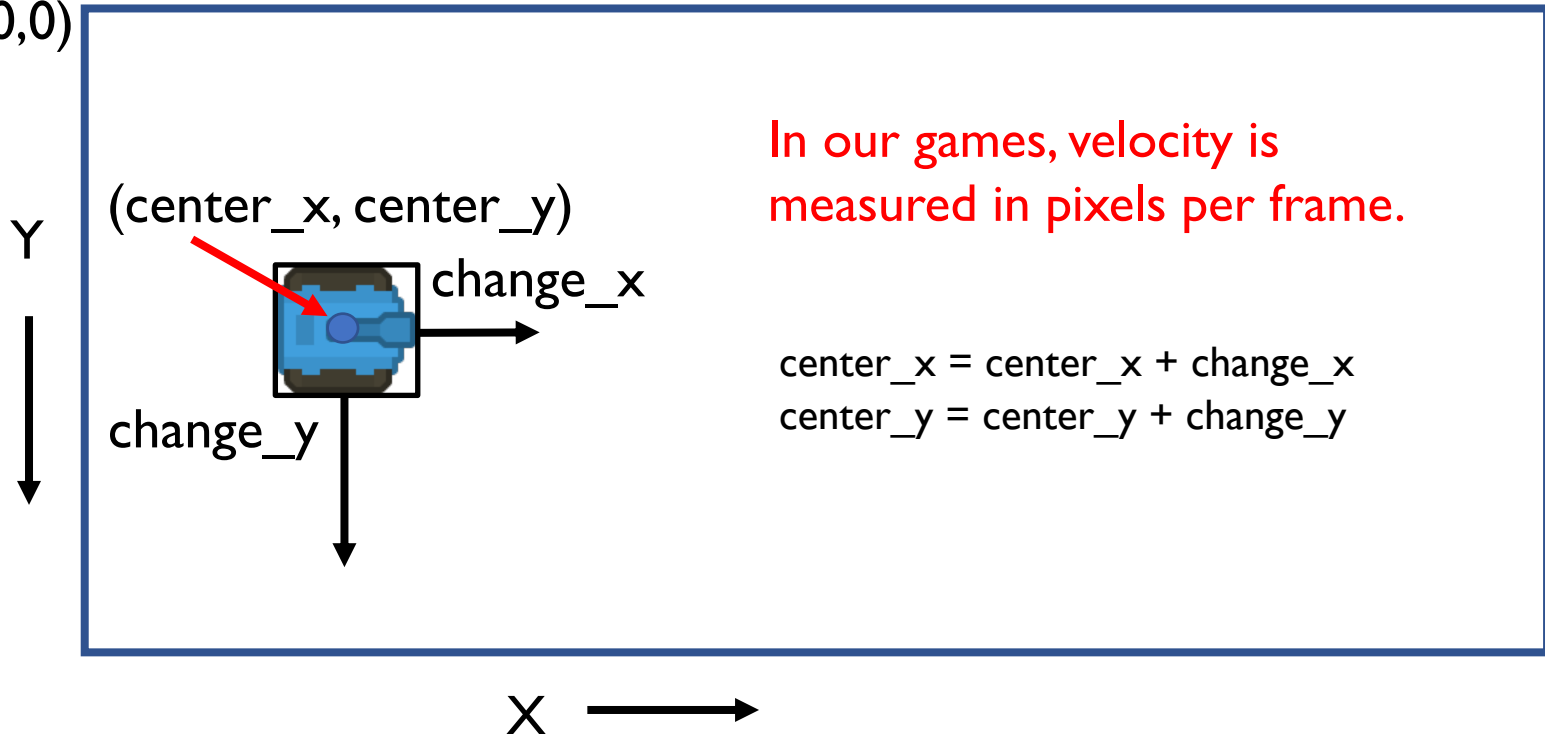 0,0)
In our games, velocity is
measured in pixels per frame.
(center_x, center_y)
Y
change_x
center_x = center_x + change_x
center_y = center_y + change_y
change_y
X